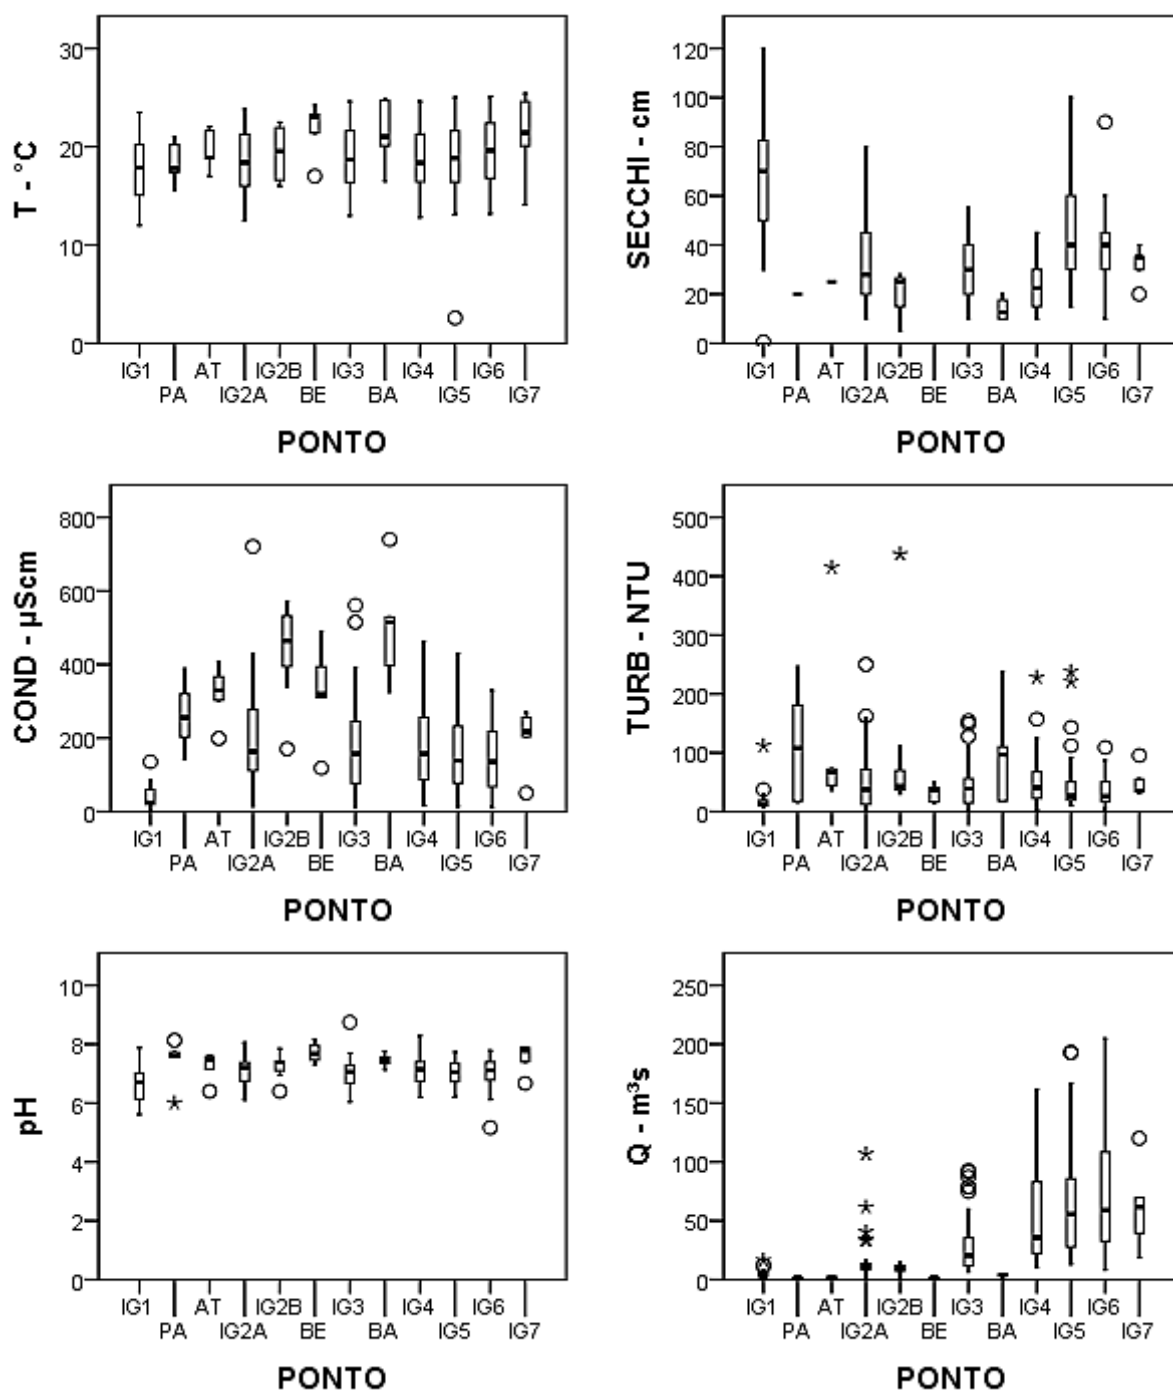 T - °C
30
20
10
0
IG1 AT IG2B IG3 IG4 IG6
PA IG2A BE BA IG5 IG7
PONTO
SECCHI - cm
120
100
80
60
40
20
0
IG1 AT IG2B IG3 IG4 IG6
PA IG2A BE BA IG5 IG7
PONTO
COND - µScm
800
600
400
200
0
IG1 AT IG2B IG3 IG4 IG6
PA IG2A BE BA IG5 IG7
PONTO
TURB - NTU
500
400
300
200
100
0
IG1 AT IG2B IG3 IG4 IG6
PA IG2A BE BA IG5 IG7
PONTO
pH
10
8
6
4
2
0
IG1 AT IG2B IG3 IG4 IG6
PA IG2A BE BA IG5 IG7
PONTO
Q - m³s
250
200
150
100
50
0
IG1 AT IG2B IG3 IG4 IG6
PA IG2A BE BA IG5 IG7
PONTO